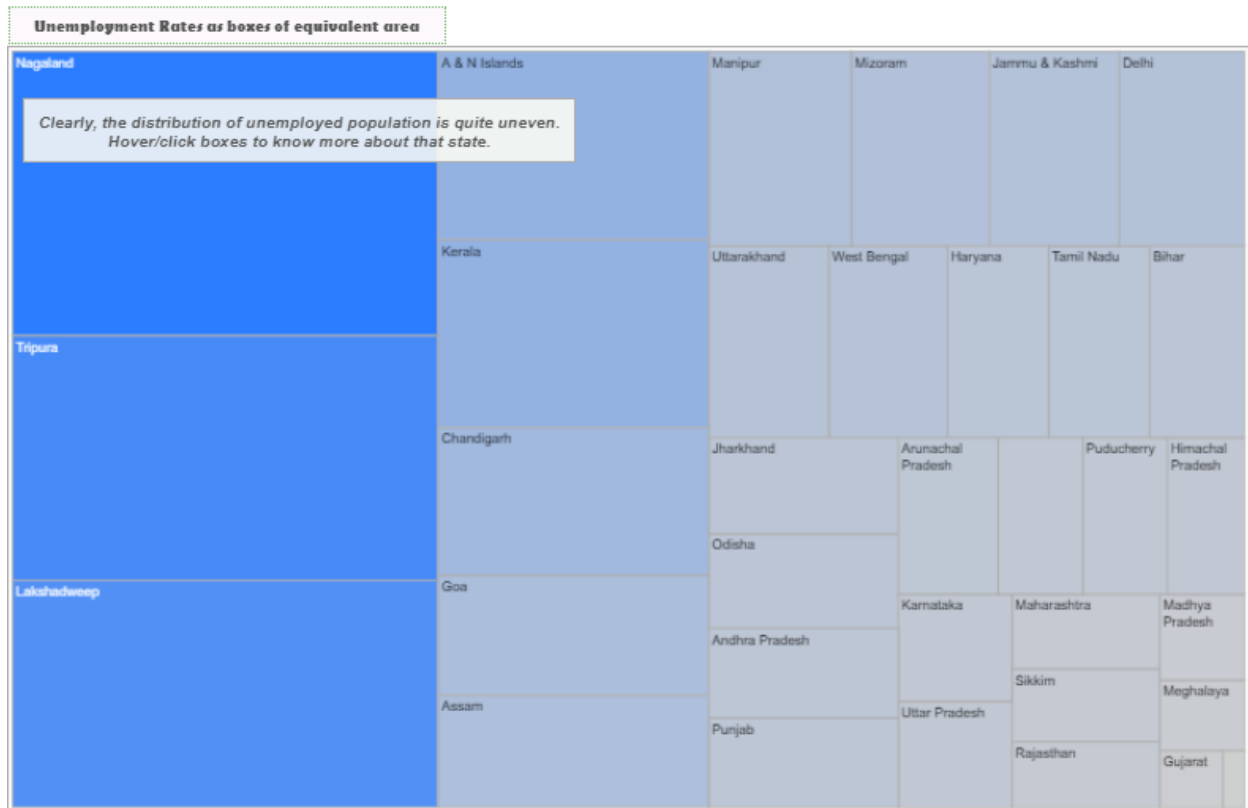 Unemployment Rates as boxes of equivalent area
Nagaland
A & N Islands
Manipur
Mizoram
Jammu & Kashmi
Delhi
Clearly, the distribution of unemployed population is quite uneven.
Hover/click boxes to know more about that state.
Kerala
Uttarakhand
West Bengal
Haryana
Tamil Nadu
Bihar
Tripura
Chandigarh
Jharkhand
Arunachal
Pradesh
Puducherry
Himachal
Pradesh
Odisha
Lakshadweep
Goa
Karnataka
Maharashtra
Madhya
Pradesh
Andhra Pradesh
Sikkim
Meghalaya
Assam
Uttar Pradesh
Punjab
Rajasthan
Gujarat